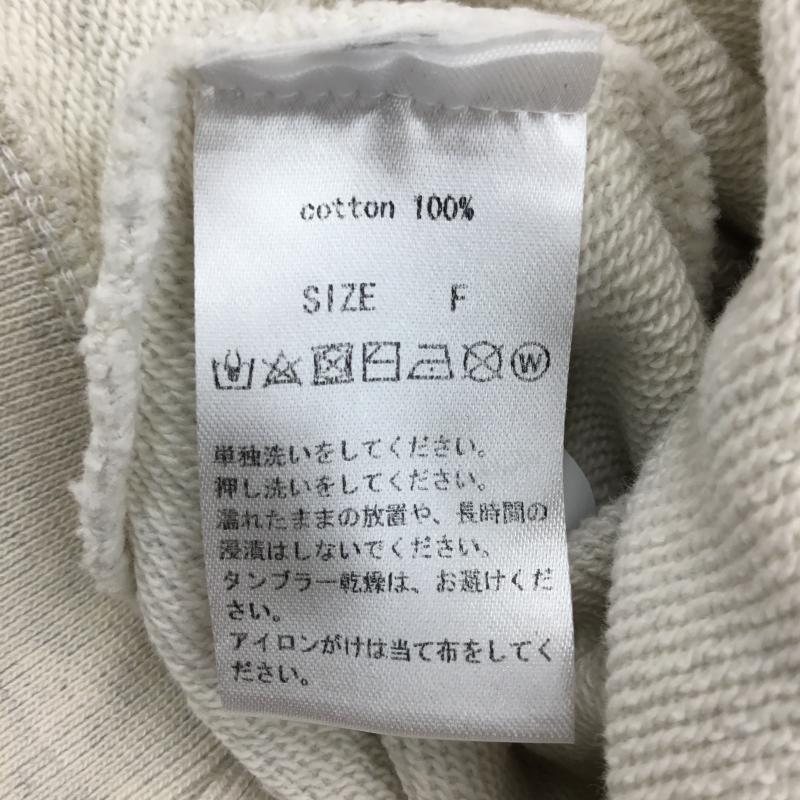 cotton 100%
SIZE F
W
単独洗いをしてください。
押し洗いをしてください。
濡れたままの放置や、長時間の
浸漬はしないでください。
タンブラー乾燥は、お避けくだ
さい。
アイロンがけは当て布をしてく
ださい。